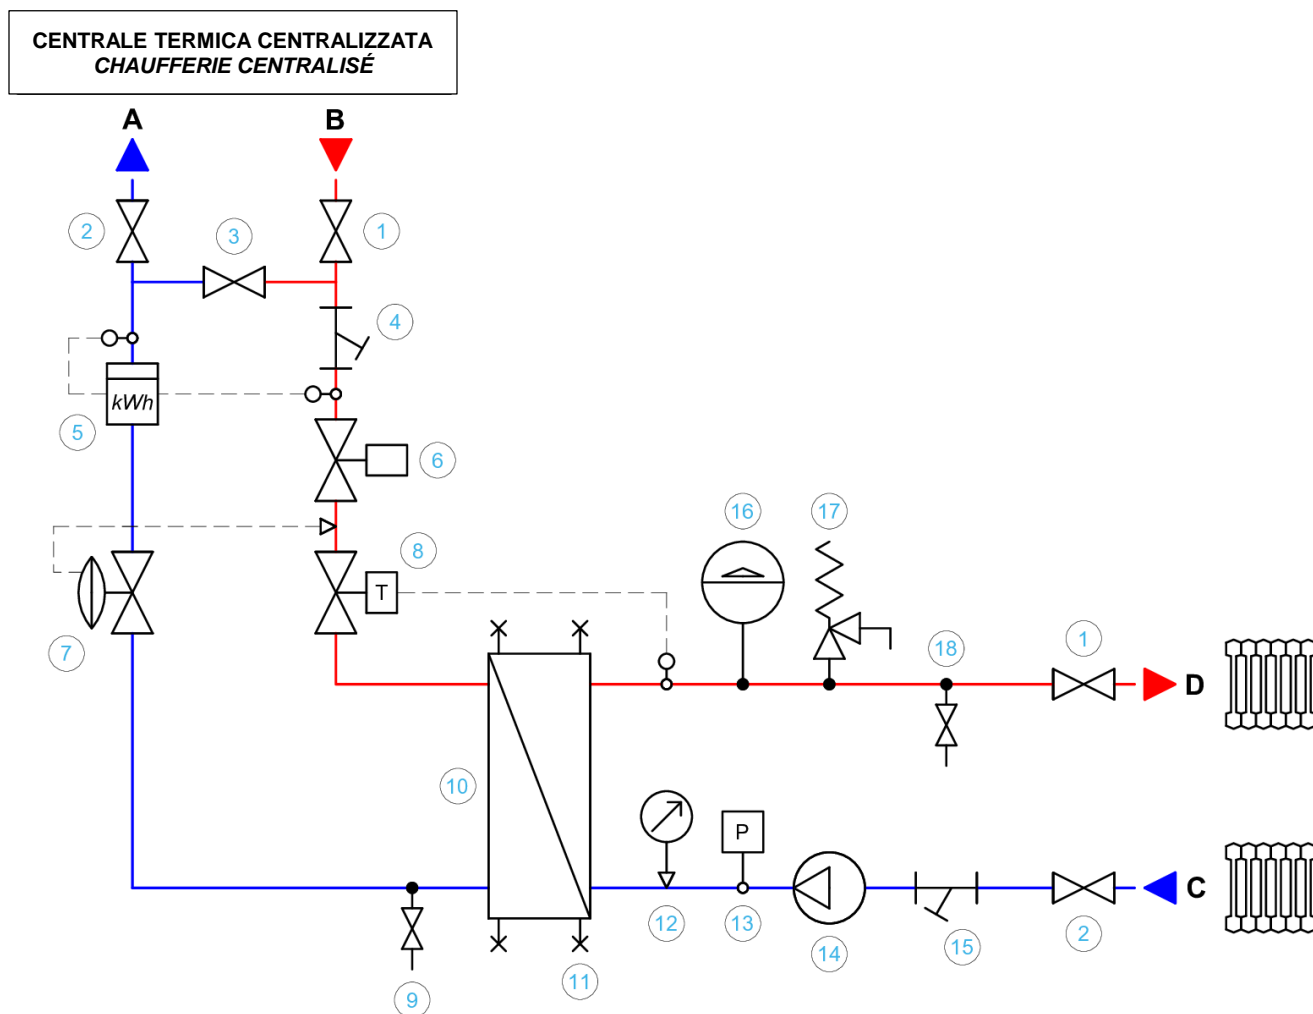 CENTRALE TERMICA CENTRALIZZATA
CHAUFFERIE CENTRALISÉ
A B
2 3 1
4
kWh
5 6
16 17
8
T
7 18 1
D
10
P
C
12 13 14 15 2
11
9